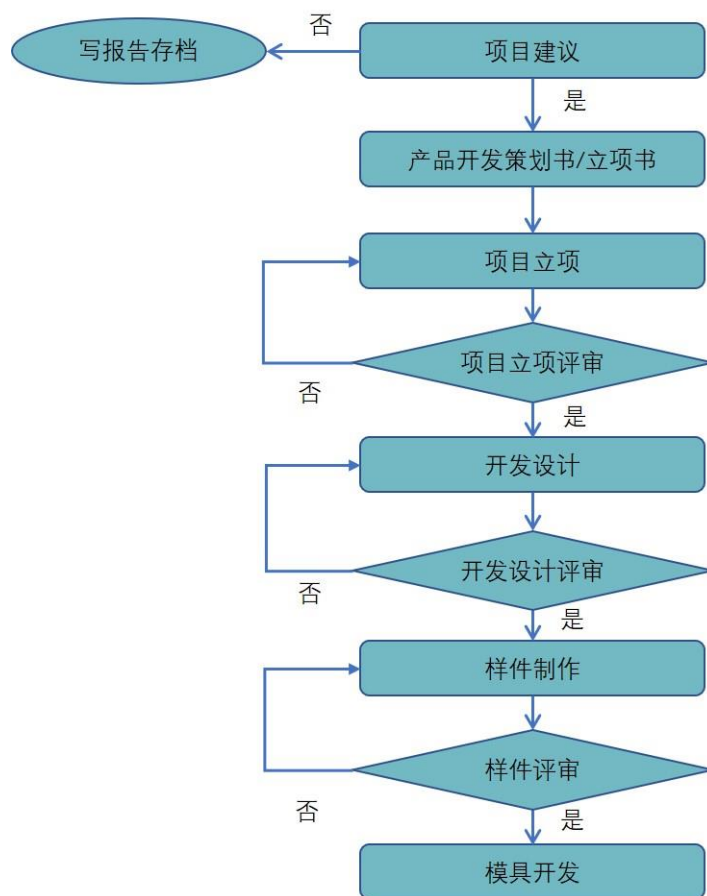 否
写报告存档
项目建议
是
产品开发策划书/立项书
项目立项
项目立项评审
否
是
开发设计
开发设计评审
否
是
样件制作
样件评审
否
是
模具开发